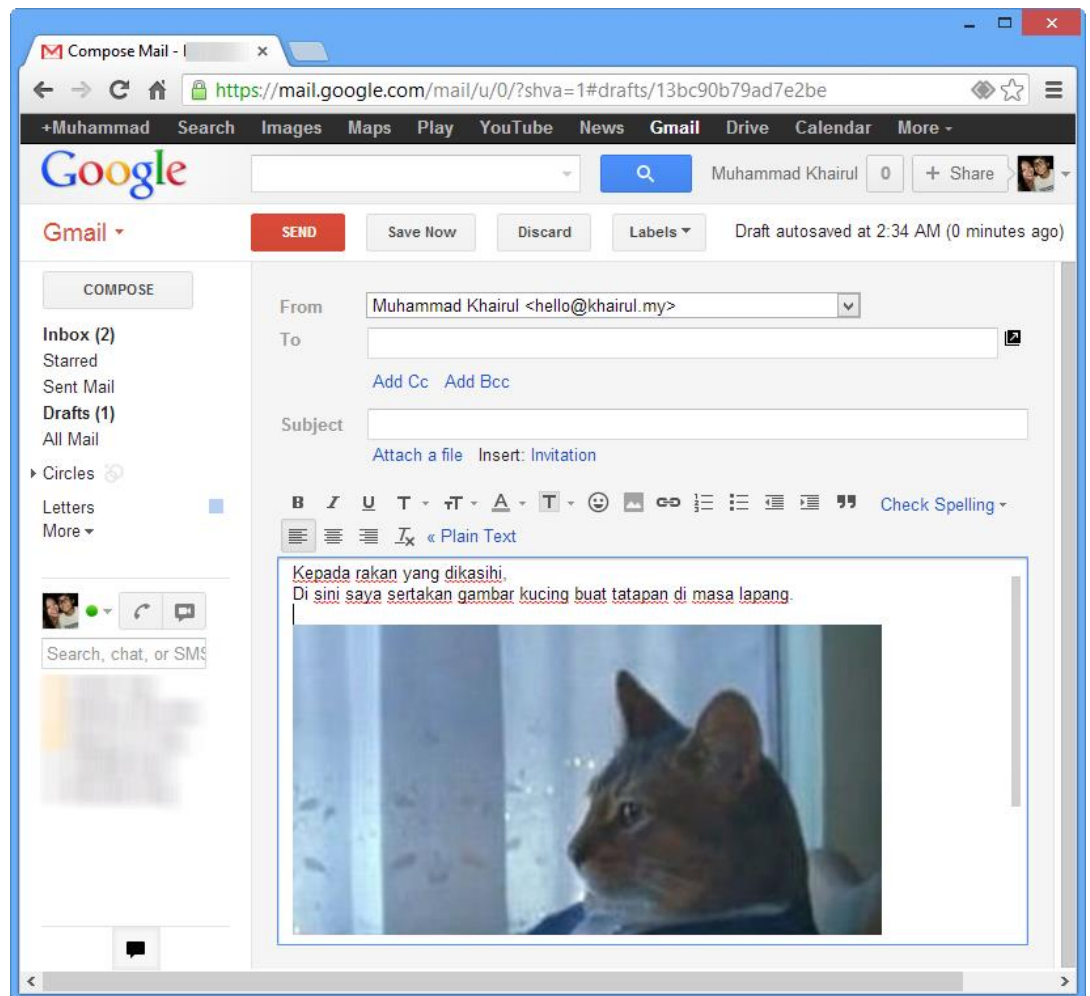 Compose Mail -
https://mail.google.com/mail/u/0/?shva=1#drafts/13bc90b79ad7e2be
+Muhammad Search Images Maps Play YouTube News Gmail Drive Calendar More
Google Muhammad Khairul 0 + Share
Gmail SEND Save Now Discard Labels Draft autosaved at 2:34 AM (0 minutes ago)
COMPOSE
From Muhammad Khairul <hello@khairul.my>
Inbox (2)
To
Starred
Sent Mail
Add Cc Add Bcc
Drafts (1)
Subject
All Mail
Attach a file Insert: Invitation
Circles
Letters
B I U T TT A T Check Spelling
More
Tx « Plain Text
Kepada rakan yang dikasihi,
Di sini saya sertakan gambar kucing buat tatapan di masa lapang.
Search, chat, or SMS